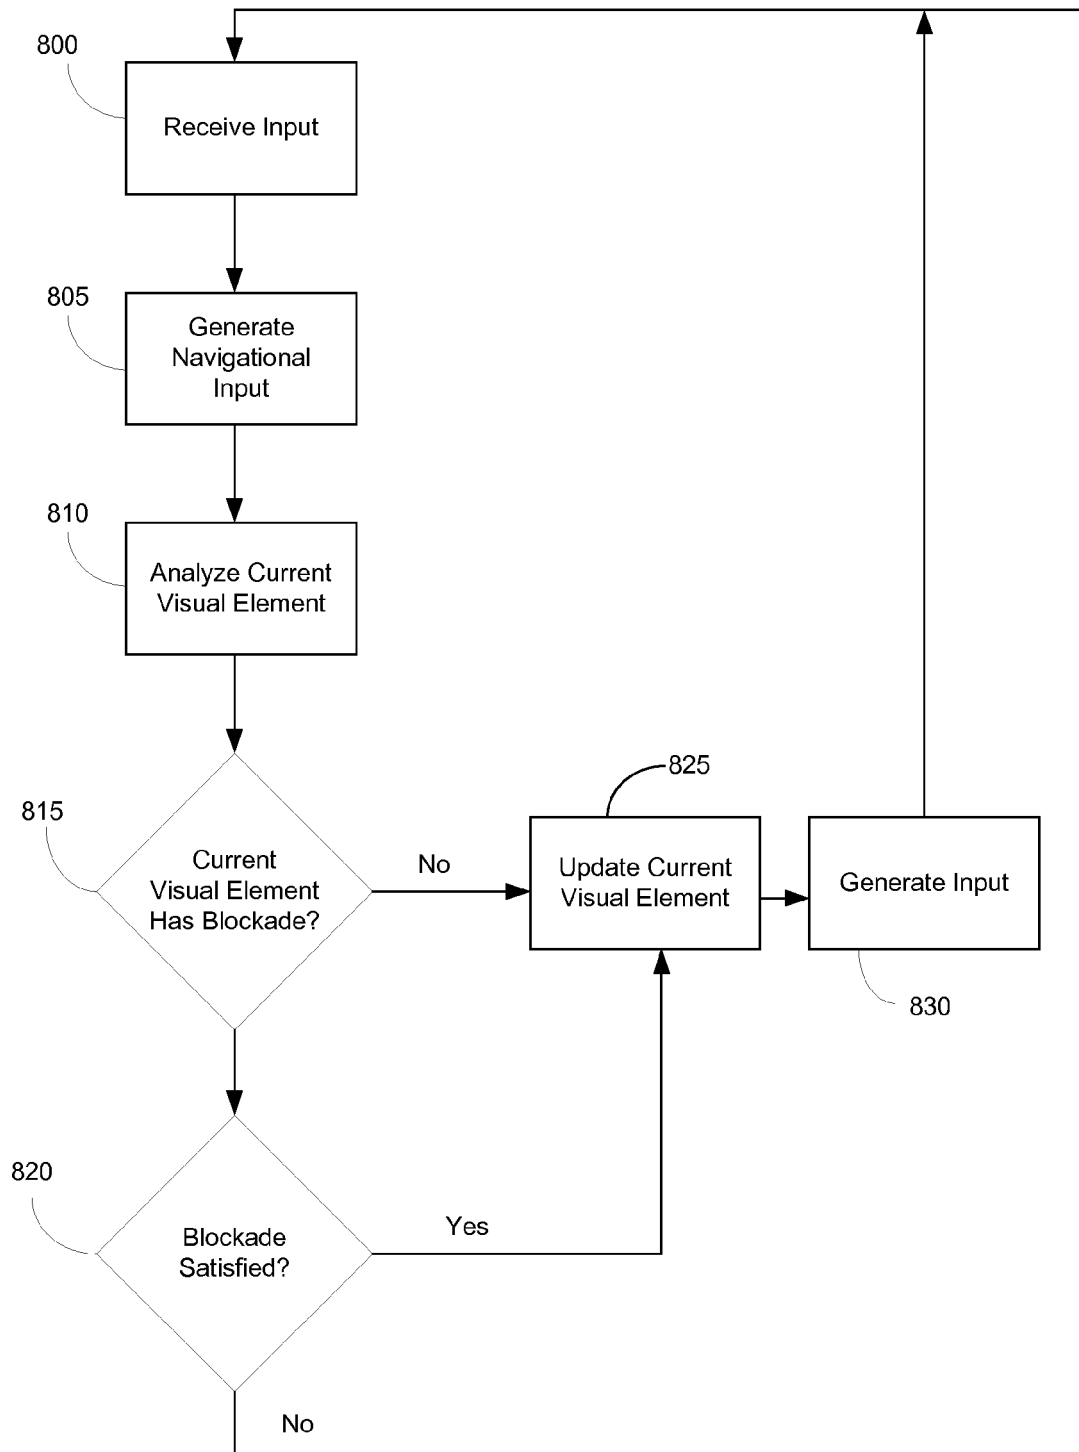 800
Receive Input
805
Generate
Navigational
Input
810
Analyze Current
Visual Element
815
Current
Visual Element
Has Blockade?
No
825
Update Current
Visual Element
Generate Input
830
820
Blockade
Satisfied?
Yes
No